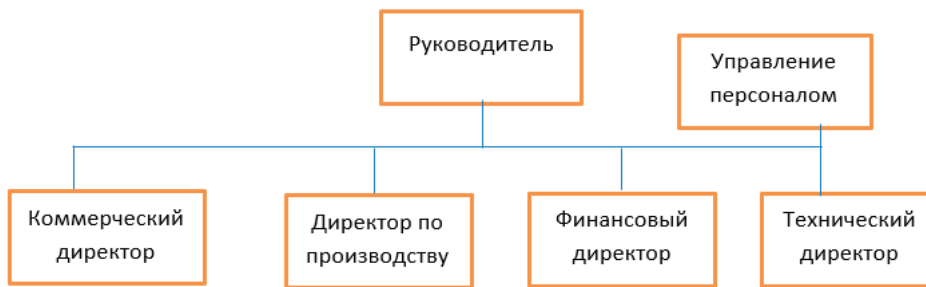 Руководитель
Управление
персоналом
Коммерческий
директор
Директор по
производству
Финансовый
директор
Технический
директор